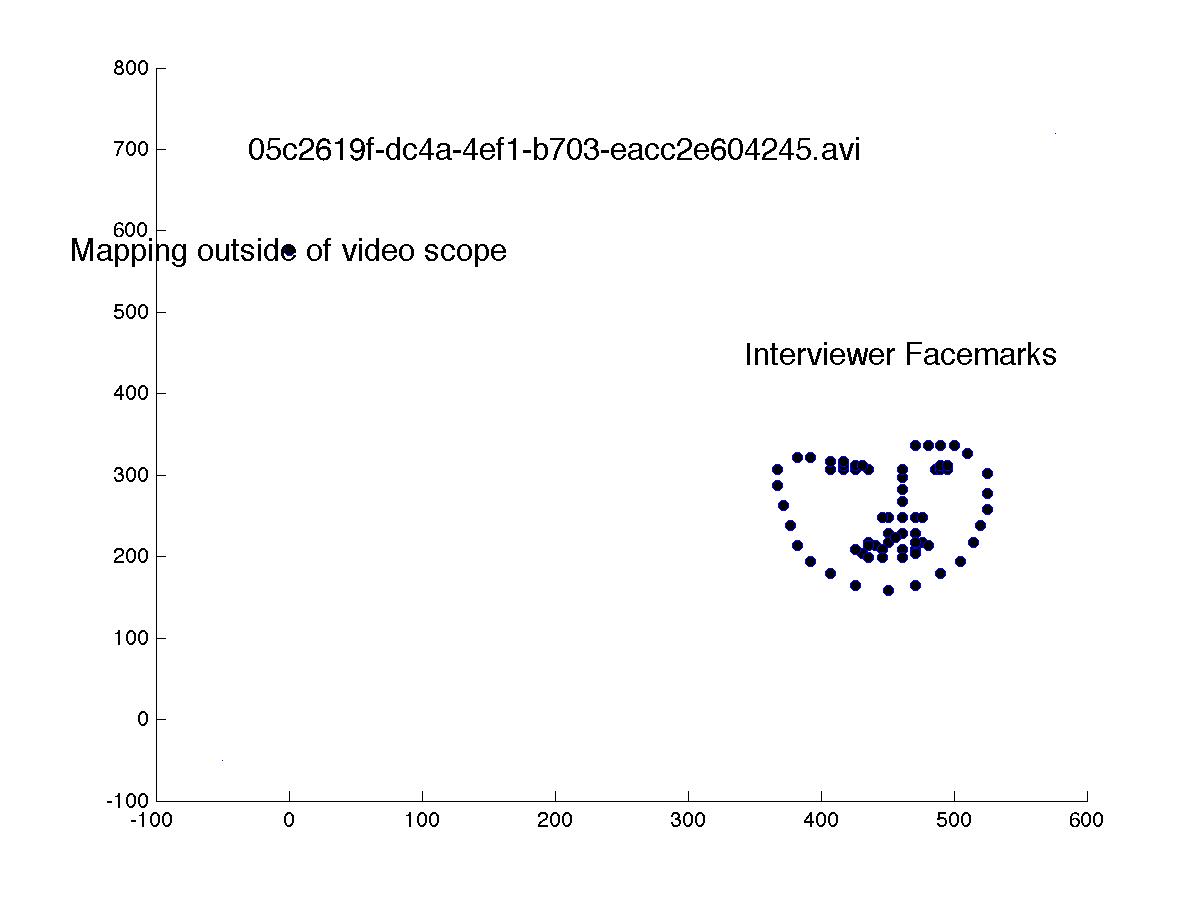 800
05c2619f-dc4a-4ef1-b703-eacc2e604245.avi
700
600
Mapping outside of video scope
500
Interviewer Facemarks
400
300
200
100
0
-100
-100 0 100 200 300 400 500 600